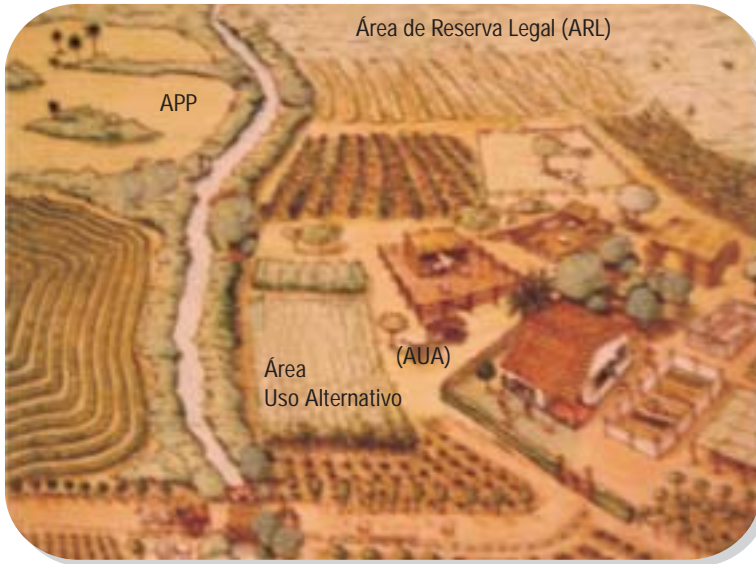 Área de Reserva Legal (ARL)
APP
(AUA)
Área
Uso Alternativo